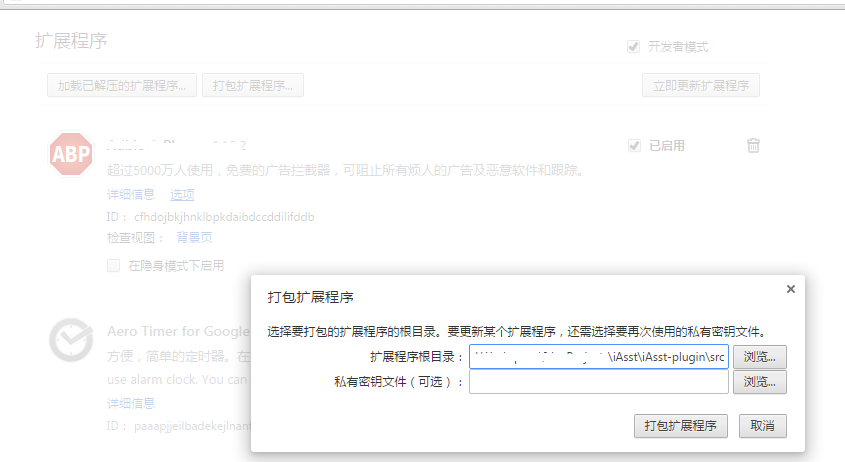 扩展程序
开发者模式
加载已解压的扩展程序... 打包扩展程序... 立即更新扩展程序
ABP
已启用
超过5000万人使用，免费的广告拦截器，可阻止所有烦人的广告及恶意软件和跟踪。
详细信息 选项
ID： cfhdojbkjhnklbpkdaibdccddilifddb
检查视图： 背景页
在隐身模式下启用
Aero Timer for Google
方便，简单的定时器。在
use alarm clock. You can
详细信息
ID：
打包扩展程序
选择要打包的扩展程序的根目录。要更新某个扩展程序，还需选择要再次使用的私有密钥文件。
扩展程序根目录： \iAsst\iAsst-plugin\src 浏览...
私有密钥文件（可选）： 浏览...
打包扩展程序 取消